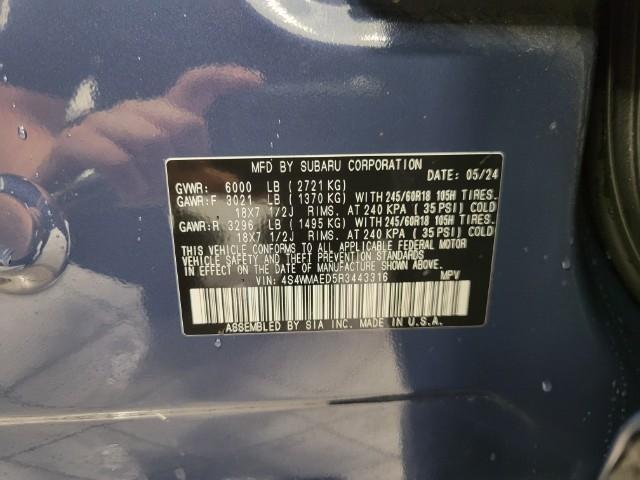 MFD BY SUBARU CORPORATION DATE: 05/24
GVWR: 6000 LB ( 2721 KG)
GAWR:F 3021 LB ( 1370 KG) WITH 245/60R18 105H TIRES.
18X7 1/2J RIMS. AT 240 KPA ( 35 PSI) COLD
GAWR:R 3296 LB ( 1495 KG) WITH 245/60R18 105H TIRES.
18X7 1/2J RIMS. AT 240 KPA ( 35 PSI) COLD
THIS VEHICLE CONFORMS TO ALL APPLICABLE FEDERAL MOTOR
VEHICLE SAFETY AND THEFT PREVENTION STANDARDS
IN EFFECT ON THE DATE OF MANUFACTURE SHOWN ABOVE.
VIN: 4S4WMAED5R3443316 MPV
ASSEMBLED BY SIA INC. MADE IN U.S.A.